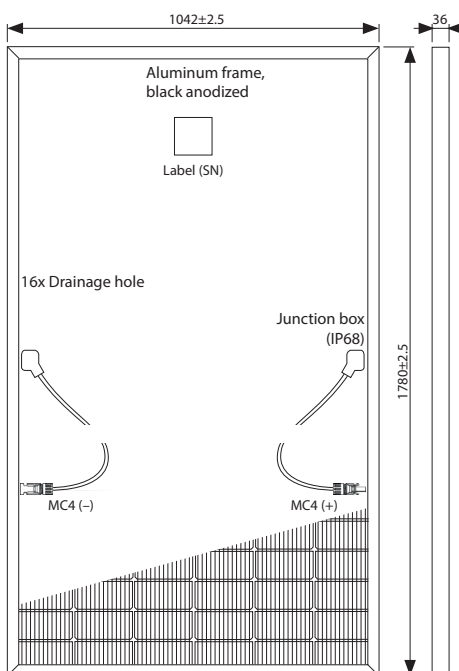 1042±2.5
36
Aluminum frame,
black anodized
Label (SN)
16x Drainage hole
Junction box
(IP68)
1780±2.5
MC4 (–)
MC4 (+)